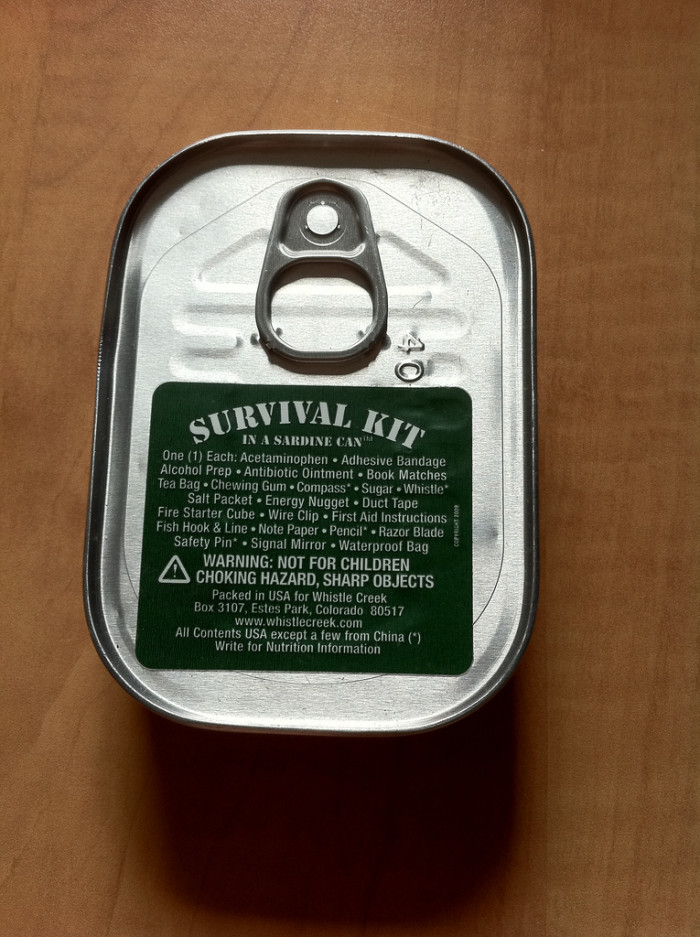 40
SURVIVAL KIT
IN A SARDINE CAN
One (1) Each: Acetaminophen • Adhesive Bandage
Alcohol Prep • Antibiotic Ointment • Book Matches
Tea Bag • Chewing Gum • Compass* • Sugar • Whistle*
Salt Packet • Energy Nugget • Duct Tape
Fire Starter Cube • Wire Clip • First Aid Instructions
Fish Hook & Line • Note Paper • Pencil* • Razor Blade
Safety Pin* • Signal Mirror • Waterproof Bag
COPYRIGHT 2009
WARNING: NOT FOR CHILDREN
CHOKING HAZARD, SHARP OBJECTS
Packed in USA for Whistle Creek
Box 3107, Estes Park, Colorado 80517
www.whistlecreek.com
All Contents USA except a few from China (*)
Write for Nutrition Information